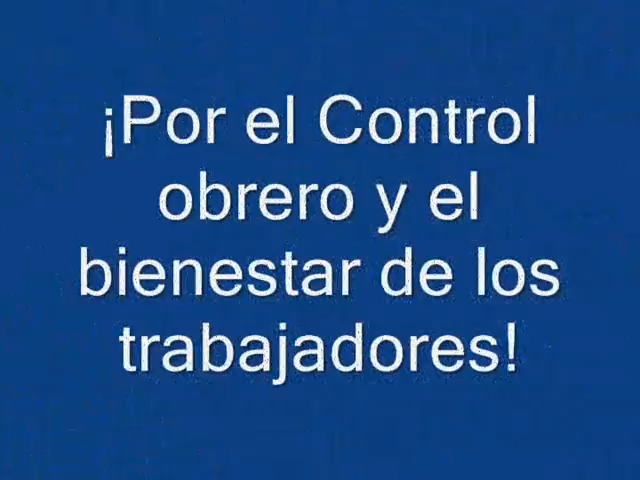 ¡Por el Control
obrero y el
bienestar de los
trabajadores!